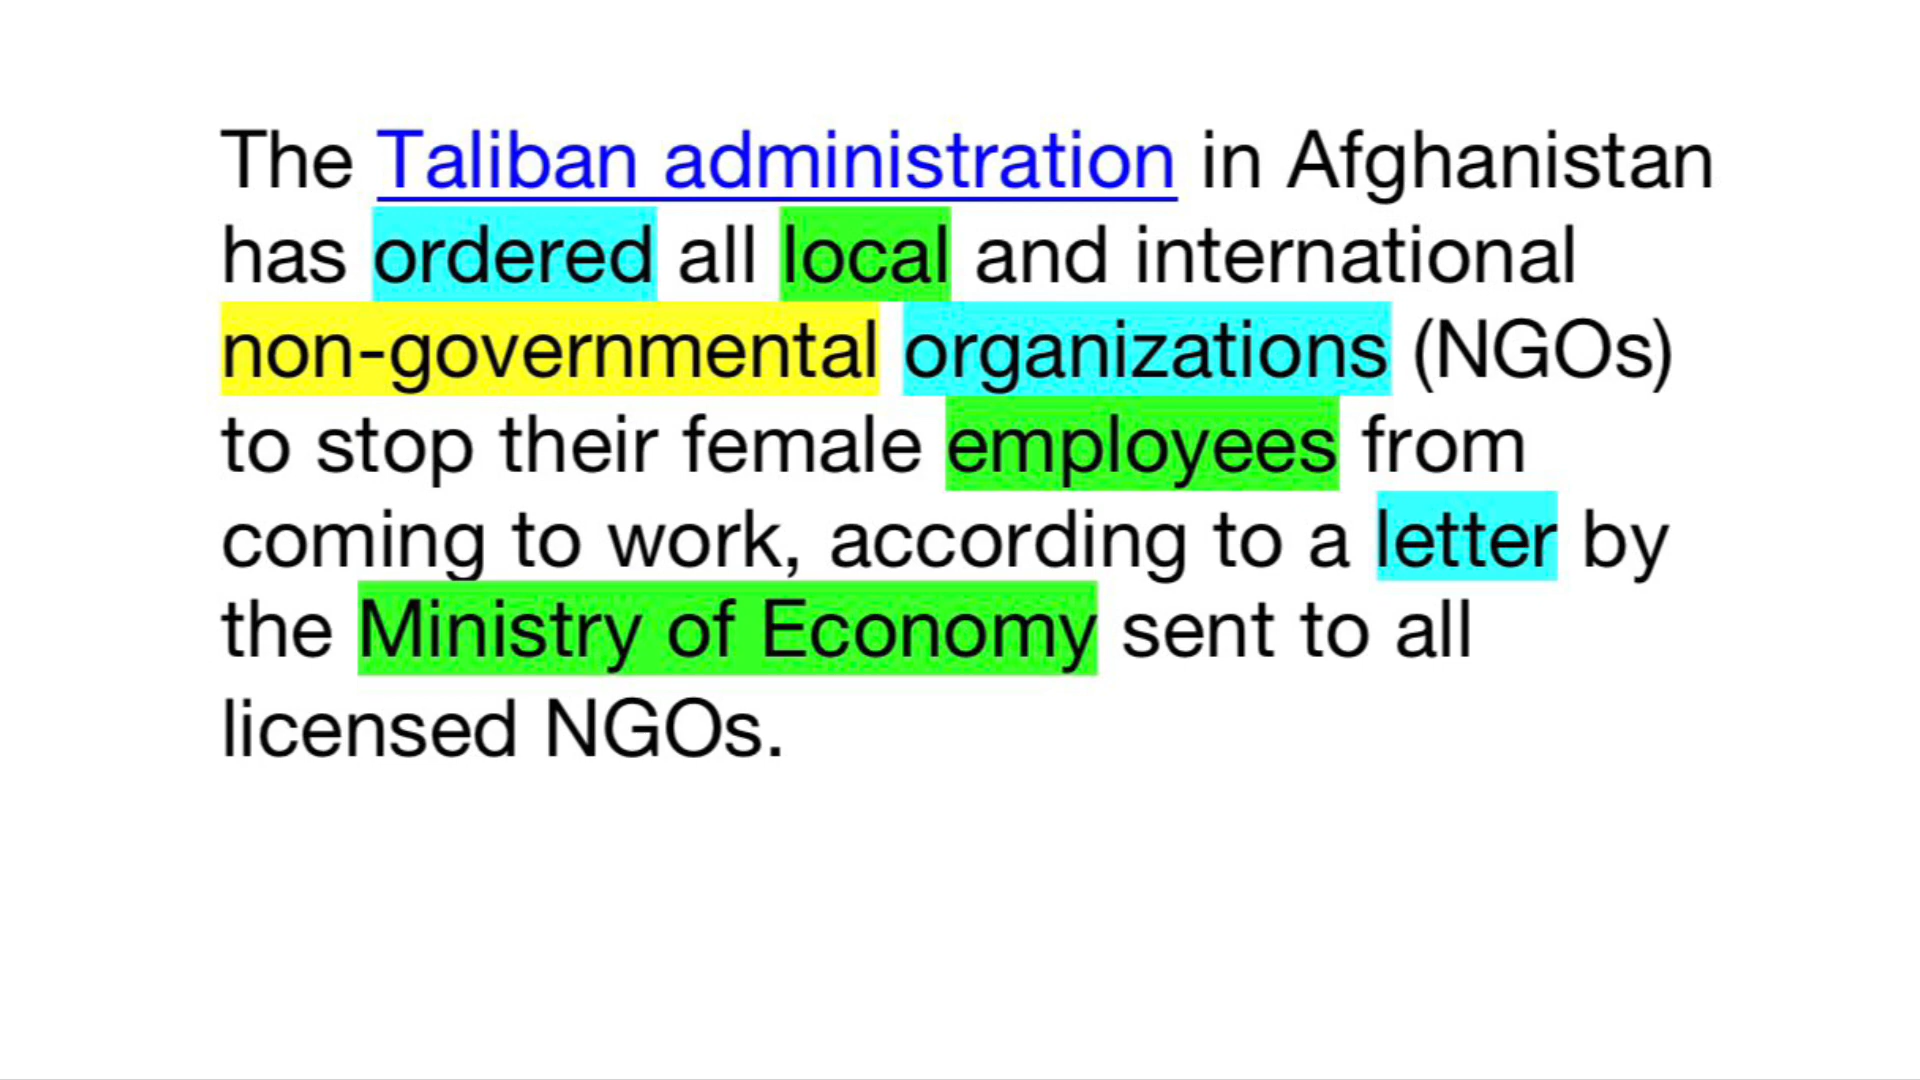 The Taliban administration in Afghanistan
has ordered all local and international
non-governmental organizations (NGOs)
to stop their female employees from
coming to work, according to a letter by
the Ministry of Economy sent to all
licensed NGOs.